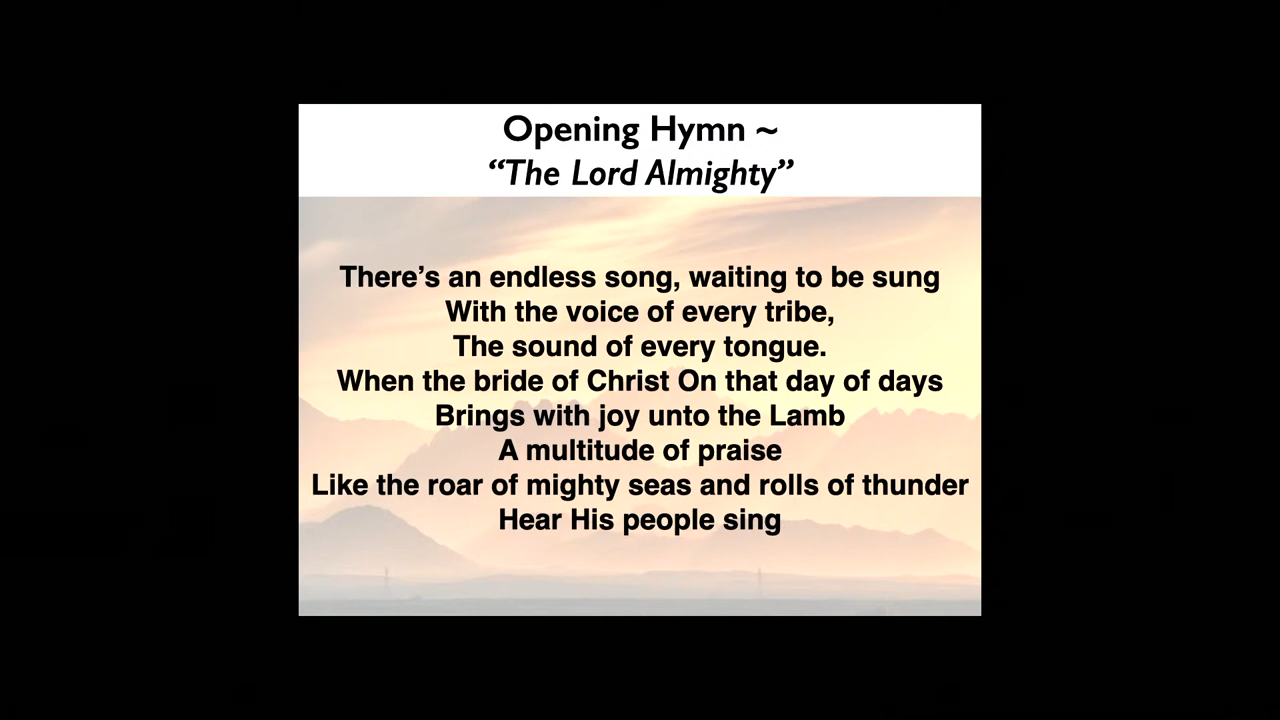 Opening Hymn ~
“The Lord Almighty”
There’s an endless song, waiting to be sung
With the voice of every tribe,
The sound of every tongue.
When the bride of Christ On that day of days
Brings with joy unto the Lamb
A multitude of praise
Like the roar of mighty seas and rolls of thunder
Hear His people sing